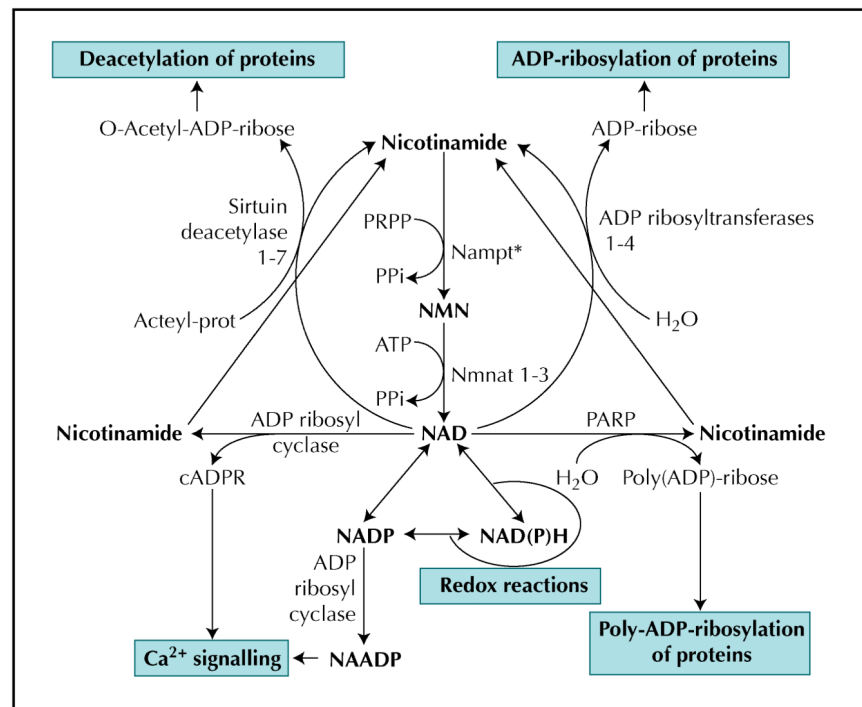 Deacetylation of proteins
ADP-ribosylation of proteins
O-Acetyl-ADP-ribose
ADP-ribose
Nicotinamide
Sirtuin
deacetylase
1-7
PRPP
Nampt*
PPi
ADP ribosyltransferases
1-4
Acteyl-prot
NMN
H₂O
ATP
Nmnat 1-3
PPi
Nicotinamide
ADP ribosyl
cyclase
NAD
PARP
Nicotinamide
cADPR
H₂O
Poly(ADP)-ribose
NADP
NAD(P)H
ADP
ribosyl
cyclase
Redox reactions
Ca²⁺ signalling
NAADP
Poly-ADP-ribosylation
of proteins